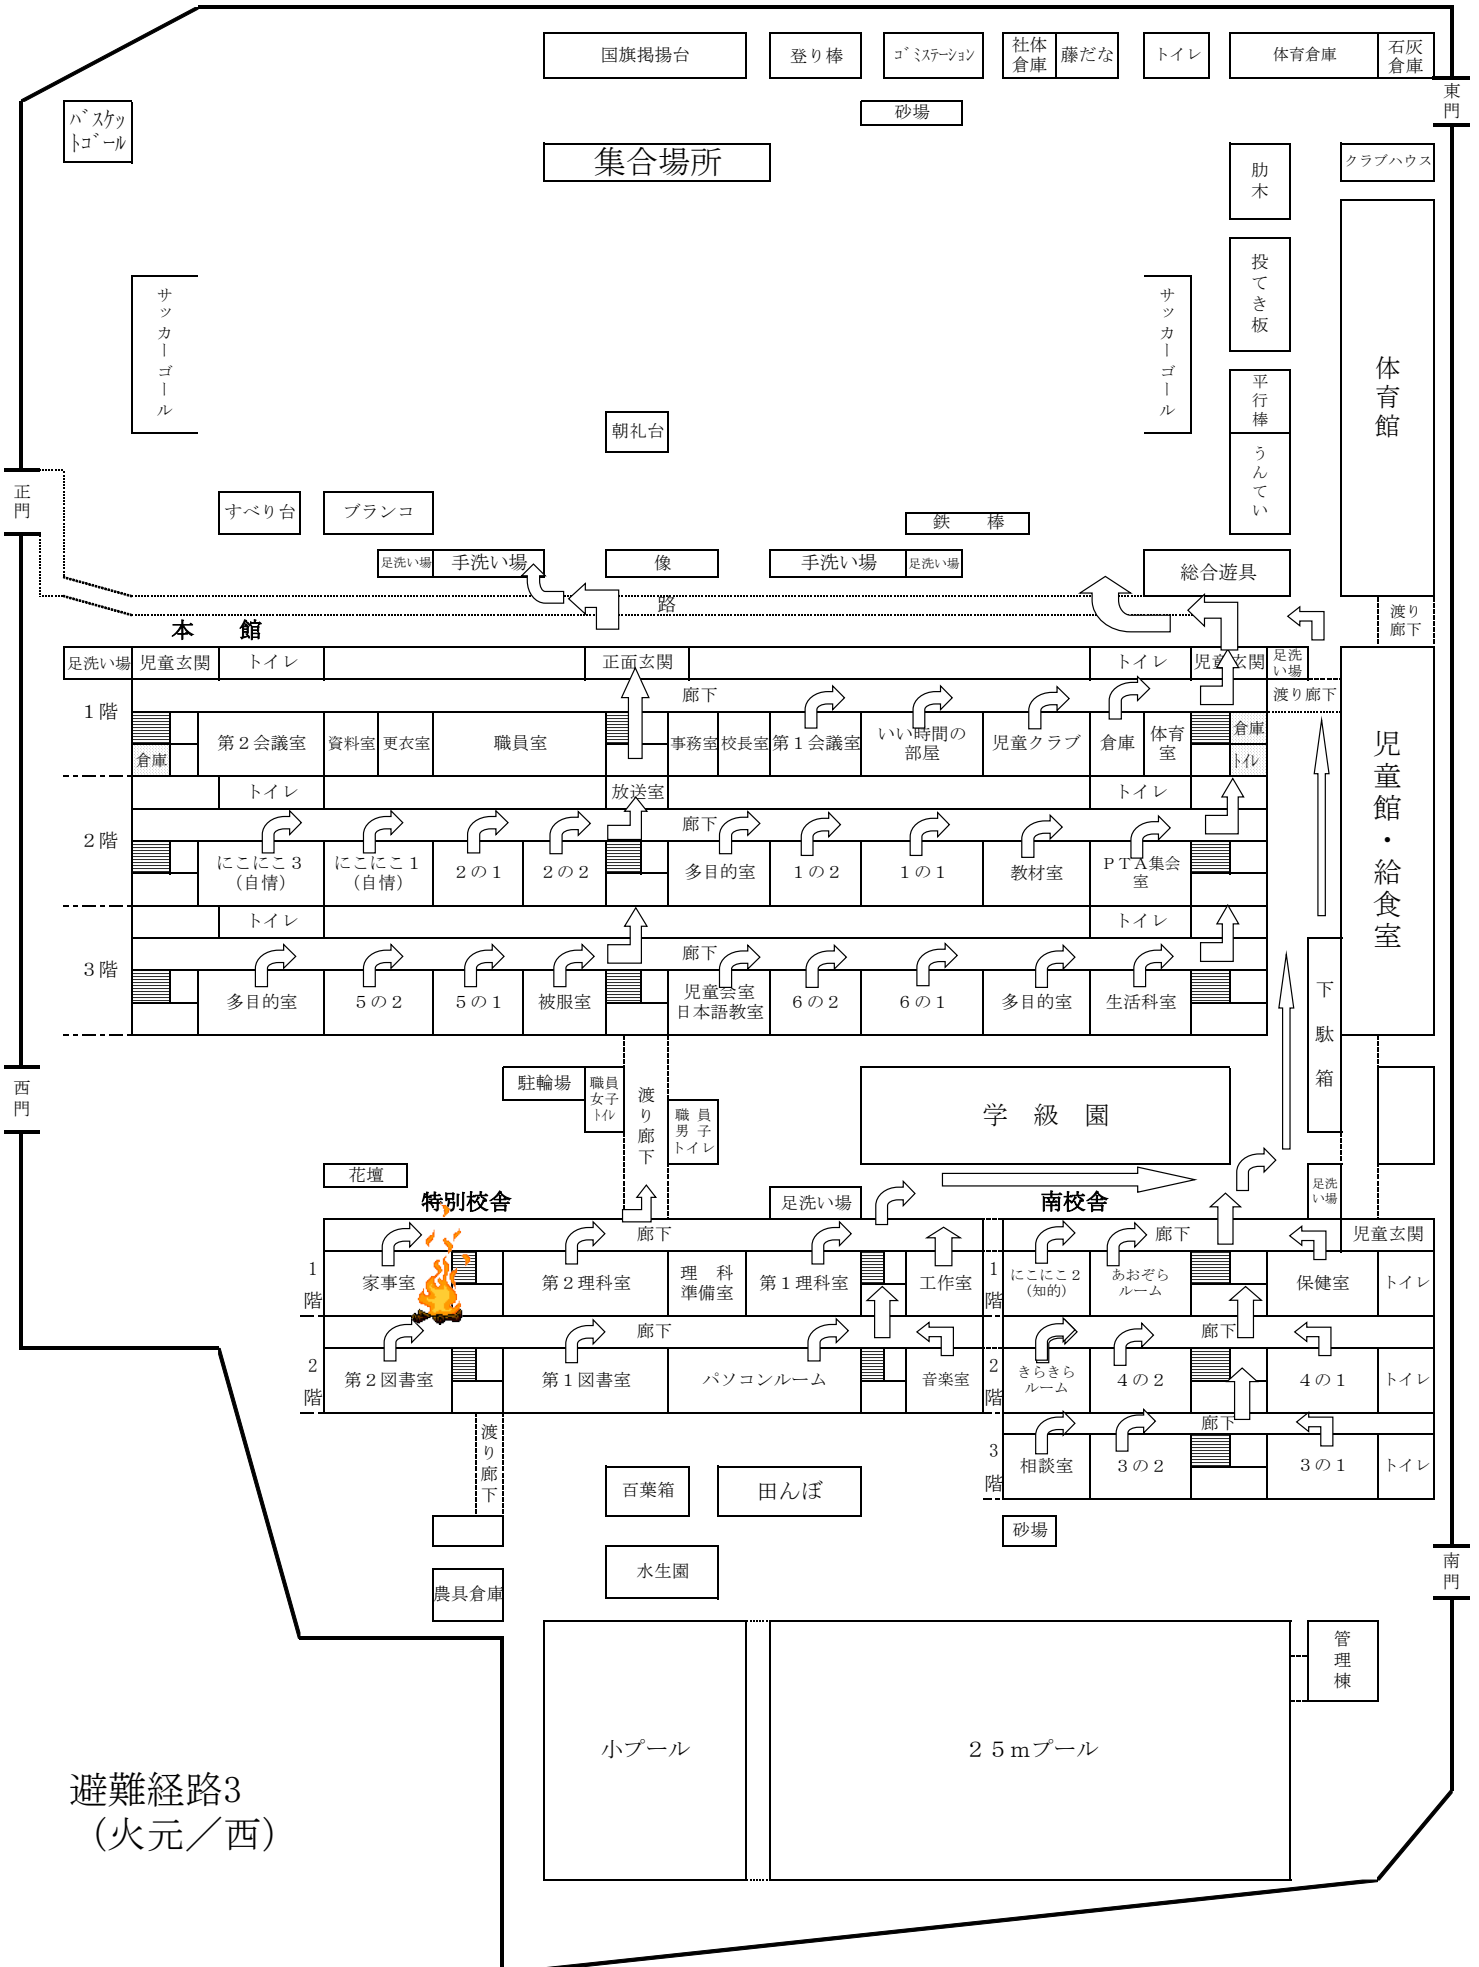 国旗掲揚台
登り棒
ゴミステーション
社体
倉庫
藤だな
トイレ
体育倉庫
石灰
倉庫
東門
バスケッ
トゴール
砂場
集合場所
肋木
クラブハウス
投てき板
サッカーゴール
サッカーゴール
体育館
平行棒
うんてい
朝礼台
正門
すべり台
ブランコ
鉄 棒
足洗い場
手洗い場
像
手洗い場
足洗い場
総合遊具
路
渡り
廊下
本 館
足洗い場
児童玄関
トイレ
正面玄関
トイレ
児童玄関
足洗
い場
1階
廊下
渡り廊下
倉庫
第2会議室
資料室
更衣室
職員室
事務室
校長室
第1会議室
いい時間の
部屋
児童クラブ
倉庫
体育
室
倉庫
トイレ
児童館・給食室
トイレ
放送室
トイレ
2階
廊下
にこにこ3
(自情)
にこにこ1
(自情)
2の1
2の2
多目的室
1の2
1の1
教材室
PTA集会
室
トイレ
トイレ
3階
廊下
多目的室
5の2
5の1
被服室
児童会室
日本語教室
6の2
6の1
多目的室
生活科室
下駄箱
西門
駐輪場
職員
女子
トイレ
渡り廊下
職員
男子
トイレ
学 級 園
花壇
足洗い場
足洗
い場
特別校舎
南校舎
廊下
廊下
児童玄関
1
階
家事室
第2理科室
理 科
準備室
第1理科室
工作室
1
階
にこにこ2
(知的)
あおぞら
ルーム
保健室
トイレ
廊下
廊下
2
階
第2図書室
第1図書室
パソコンルーム
音楽室
2
階
きらきら
ルーム
4の2
4の1
トイレ
渡り廊下
廊下
3
階
相談室
3の2
3の1
トイレ
百葉箱
田んぼ
砂場
水生園
農具倉庫
南門
管理棟
小プール
25mプール
避難経路3
(火元/西)